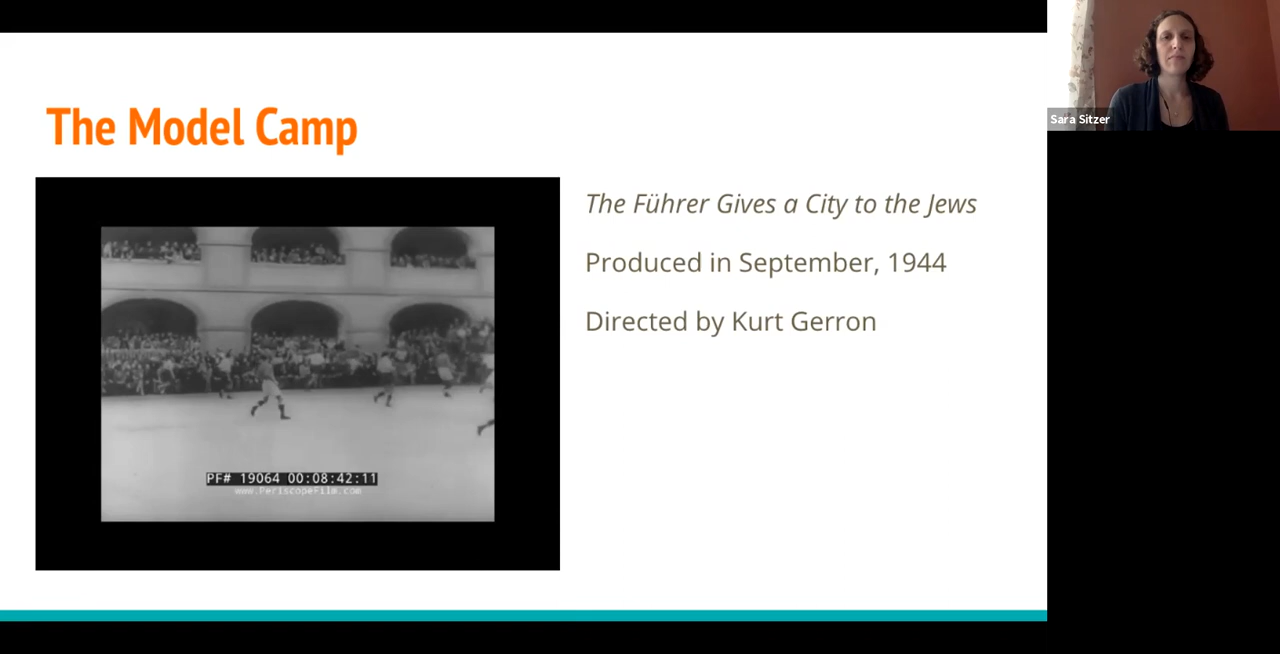 The Model Camp
The Führer Gives a City to the Jews
Produced in September, 1944
Directed by Kurt Gerron
PF# 19064 00:08:42:11
www.PeriscopeFilm.com
Sara Sitzer